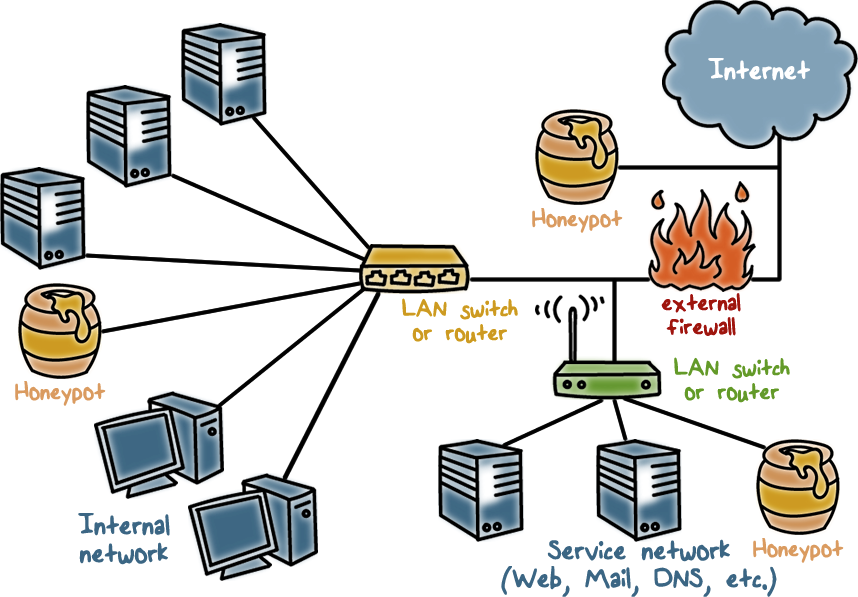 Internet
Honeypot
external
firewall
LAN switch
or router
LAN switch
or router
Honeypot
Internal
network
Service network
(Web, Mail, DNS, etc.)
Honeypot